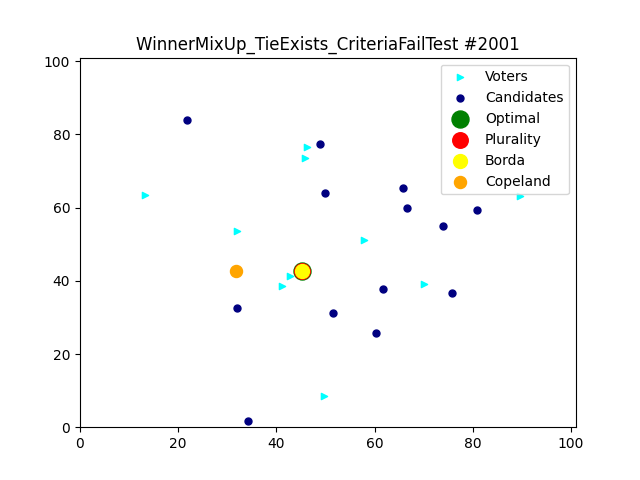 WinnerMixUp_TieExists_CriteriaFailTest #2001
100
80
60
40
20
0
0
20
40
60
80
100
Voters
Candidates
Optimal
Plurality
Borda
Copeland